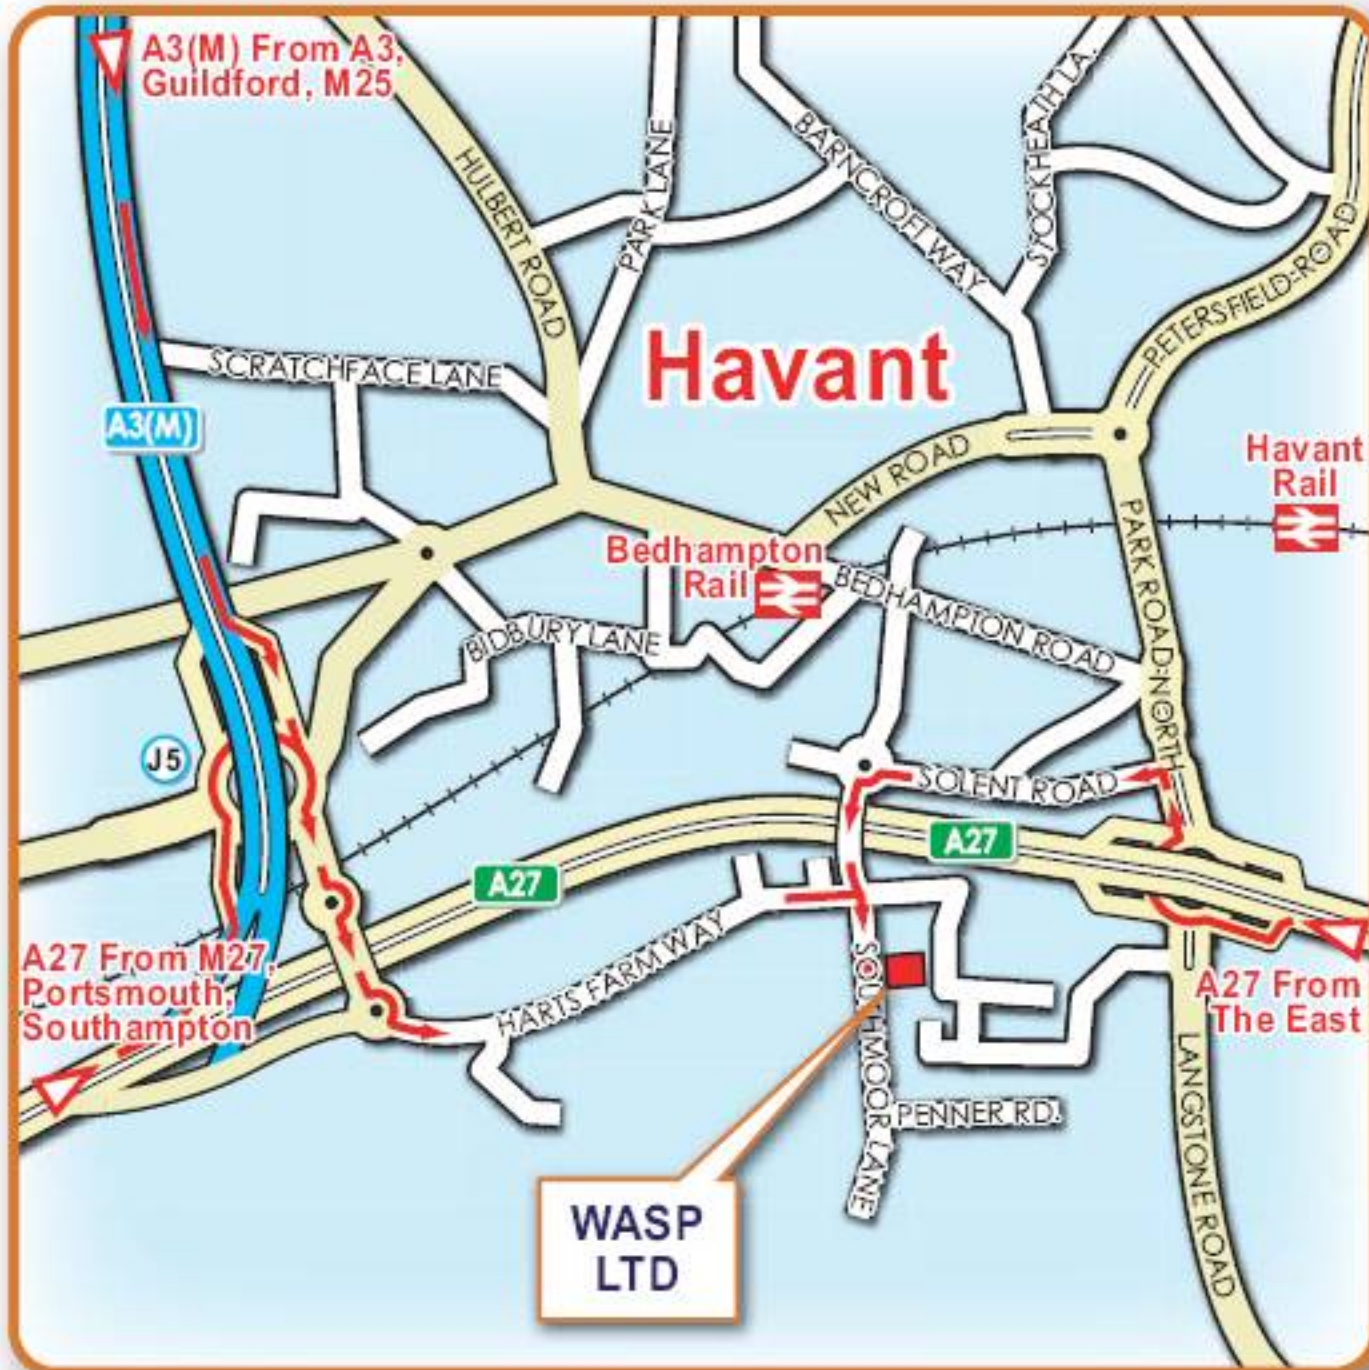 A3(M) From A3,
Guildford, M25
HULBERT ROAD
PARK LANE
BARNCROFT WAY
STOCKHEATH LA.
PETERSFIELD ROAD
SCRATCHFACE LANE
Havant
A3(M)
NEW ROAD
Havant
Rail
PARK ROAD NORTH
Bedhampton
Rail
BEDHAMPTON ROAD
BIDBURY LANE
J5
SOLENT ROAD
A27
A27
HARTS FARM WAY
A27 From M27,
Portsmouth,
Southampton
SOUTHMOOR LANE
A27 From
The East
PENNER RD.
LANGSTONE ROAD
WASP
LTD